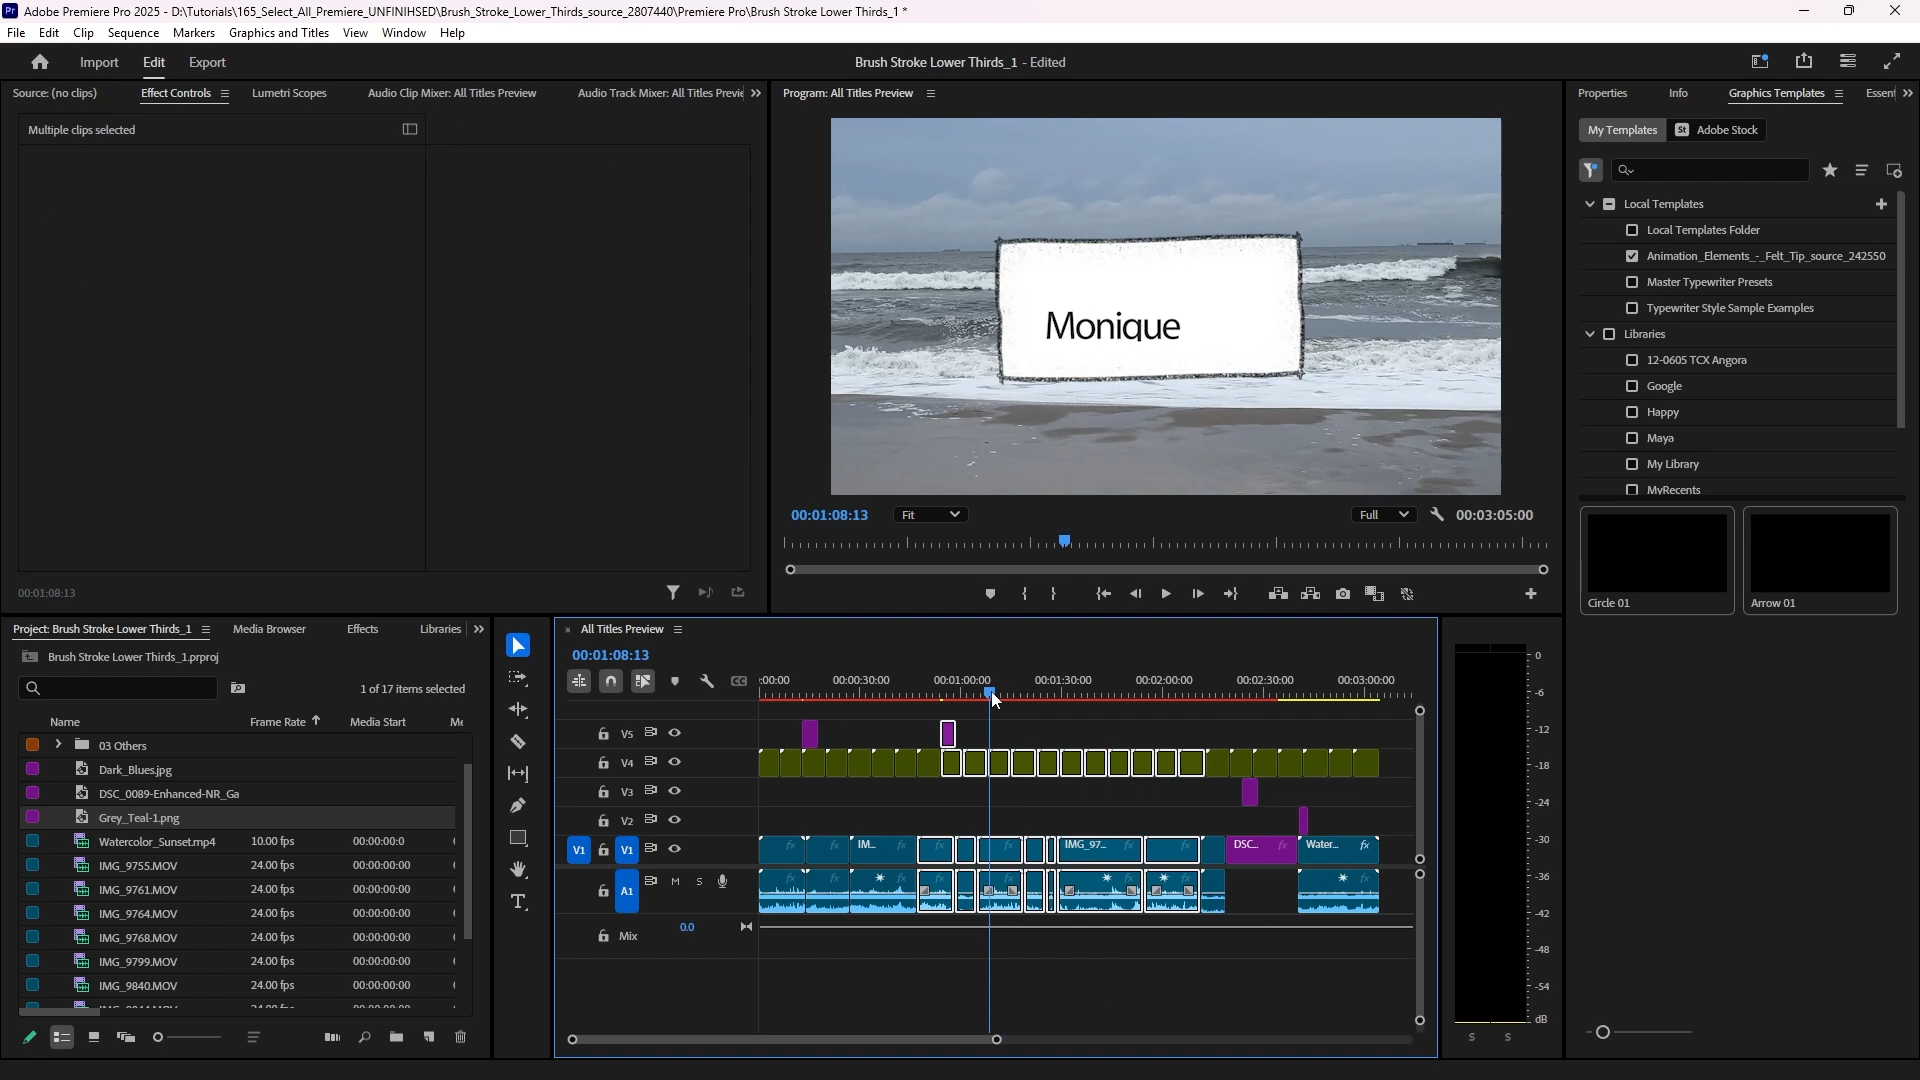 Adobe Premiere Pro 2025 - D:\Tutorials\165_Select_All_Premiere_UNFINIHSED\Brush_Stroke_Lower_Thirds_source_2807440\Premiere Pro\Brush Stroke Lower Thirds_1 *
File Edit Clip Sequence Markers Graphics and Titles View Window Help
Import Edit Export
Brush Stroke Lower Thirds_1 - Edited
Source: (no clips) Effect Controls Lumetri Scopes Audio Clip Mixer: All Titles Preview Audio Track Mixer: All Titles Previe
Multiple clips selected
00:01:08:13
Program: All Titles Preview
Monique
00:01:08:13 Fit Full 00:03:05:00
Properties Info Graphics Templates Essen
My Templates St Adobe Stock
Local Templates
Local Templates Folder
Animation_Elements_-_Felt_Tip_source_242550
Master Typewriter Presets
Typewriter Style Sample Examples
Libraries
12-0605 TCX Angora
Google
Happy
Maya
My Library
MyRecents
Circle 01 Arrow 01
Project: Brush Stroke Lower Thirds_1 Media Browser Effects Libraries
Brush Stroke Lower Thirds_1.prproj
1 of 17 items selected
Name Frame Rate Media Start Me
03 Others
Dark_Blues.jpg
DSC_0089-Enhanced-NR_Ga
Grey_Teal-1.png
Watercolor_Sunset.mp4 10.00 fps 00:00:00:0
IMG_9755.MOV 24.00 fps 00:00:00:00
IMG_9761.MOV 24.00 fps 00:00:00:00
IMG_9764.MOV 24.00 fps 00:00:00:00
IMG_9768.MOV 24.00 fps 00:00:00:00
IMG_9799.MOV 24.00 fps 00:00:00:00
IMG_9840.MOV 24.00 fps 00:00:00:00
All Titles Preview
00:01:08:13
:00:00 00:00:30:00 00:01:00:00 00:01:30:00 00:02:00:00 00:02:30:00 00:03:00:00
V5
V4
V3
V2
V1 V1 fx fx IM... fx fx fx IMG_97... fx fx DSC... fx Water... fx
A1 M S
Mix 0.0
0
-6
-12
-18
-24
-30
-36
-42
-48
-54
dB
S S